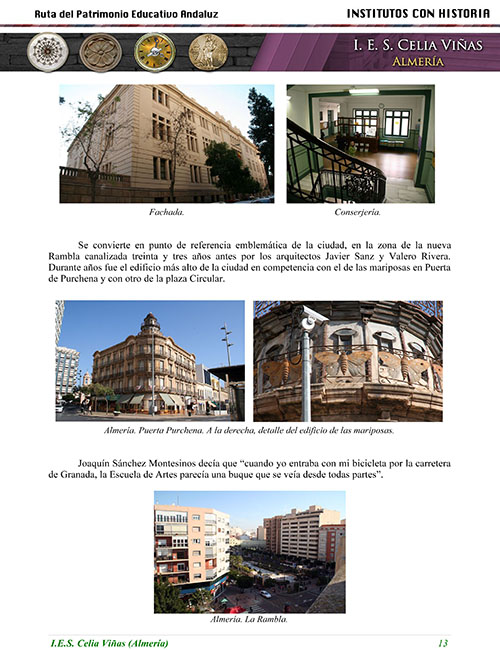 Ruta del Patrimonio Educativo Andaluz
INSTITUTOS CON HISTORIA
I. E. S. CELIA VIÑAS
ALMERÍA
Fachada.
Conserjería.
Se convierte en punto de referencia emblemática de la ciudad, en la zona de la nueva
Rambla canalizada treinta y tres años antes por los arquitectos Javier Sanz y Valero Rivera.
Durante años fue el edificio más alto de la ciudad en competencia con el de las mariposas en Puerta
de Purchena y con otro de la plaza Circular.
Almería. Puerta Purchena. A la derecha, detalle del edificio de las mariposas.
Joaquín Sánchez Montesinos decía que “cuando yo entraba con mi bicicleta por la carretera
de Granada, la Escuela de Artes parecía una buque que se veía desde todas partes”.
Almería. La Rambla.
I.E.S. Celia Viñas (Almería)
13